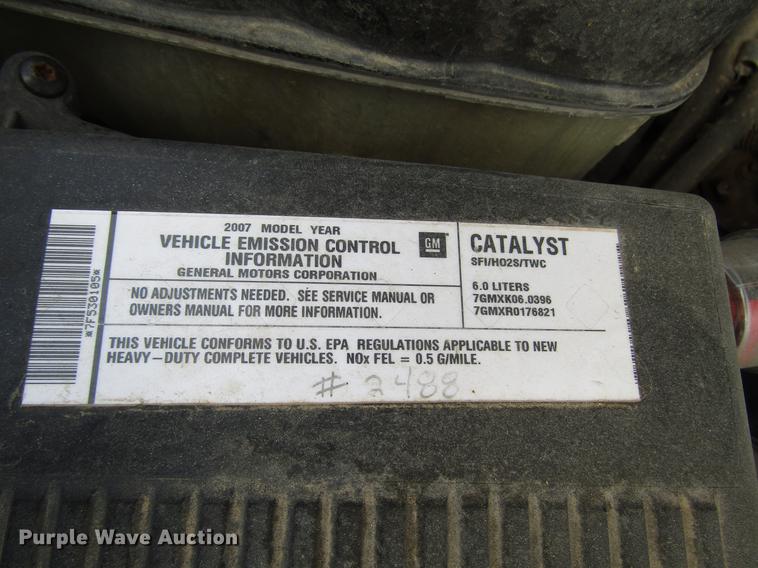 2007 MODEL YEAR
VEHICLE EMISSION CONTROL
INFORMATION
GENERAL MOTORS CORPORATION
GM
NO ADJUSTMENTS NEEDED. SEE SERVICE MANUAL OR
OWNERS MANUAL FOR MORE INFORMATION.
CATALYST
SFI/HO2S/TWC
6.0 LITERS
7GMXK06.0396
7GMXR0176821
THIS VEHICLE CONFORMS TO U.S. EPA REGULATIONS APPLICABLE TO NEW
HEAVY-DUTY COMPLETE VEHICLES. NOx FEL = 0.5 G/MILE.
# 2488
*7F530105*
Purple Wave Auction